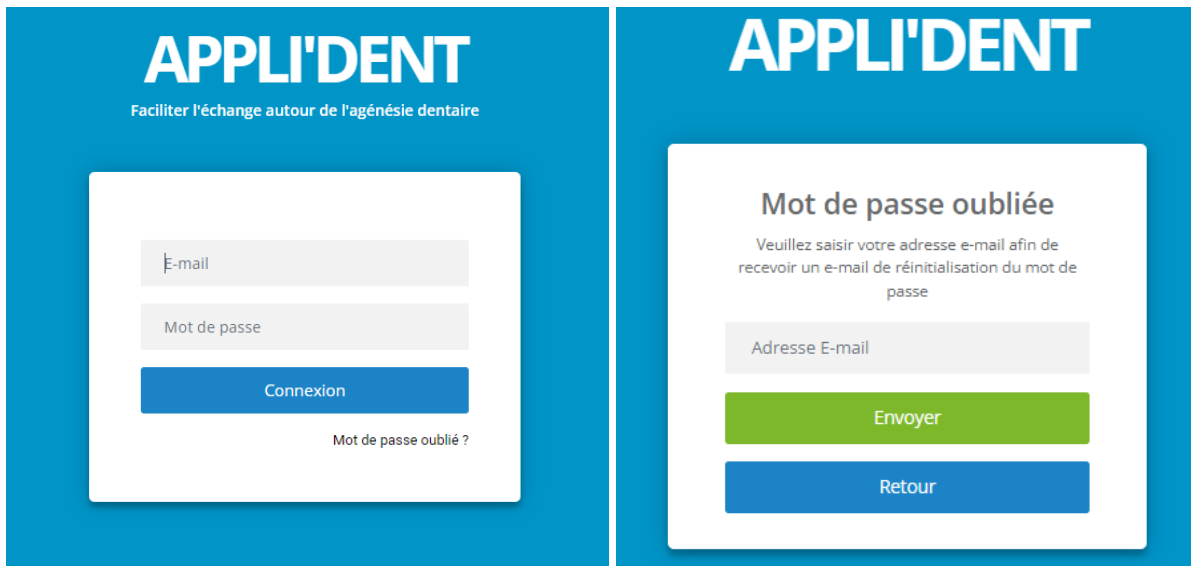 APPLI'DENT
Faciliter l'échange autour de l'agénésie dentaire
E-mail
Mot de passe
Connexion
Mot de passe oublié ?
APPLI'DENT
Mot de passe oubliée
Veuillez saisir votre adresse e-mail afin de
recevoir un e-mail de réinitialisation du mot de
passe
Adresse E-mail
Envoyer
Retour